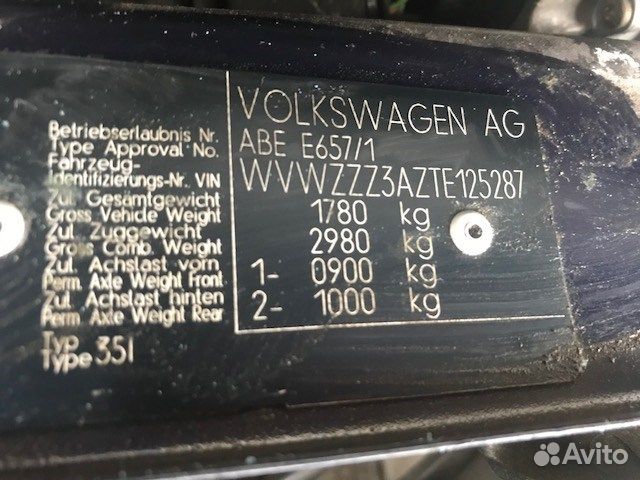 VOLKSWAGEN AG
Betriebserlaubnis Nr.
Type Approval No. ABE E657/1
Fahrzeug-
Identifizierungs-Nr. VIN WVWZZZ3AZTE125287
Zul. Gesamtgewicht
Gross Vehicle Weight 1780 kg
Zul. Zuggewicht
Gross Comb. Weight 2980 kg
Zul. Achslast vorn
Perm. Axle Weight Front 1- 0900 kg
Zul. Achslast hinten
Perm. Axle Weight Rear 2- 1000 kg
Typ
Type 35I
Avito